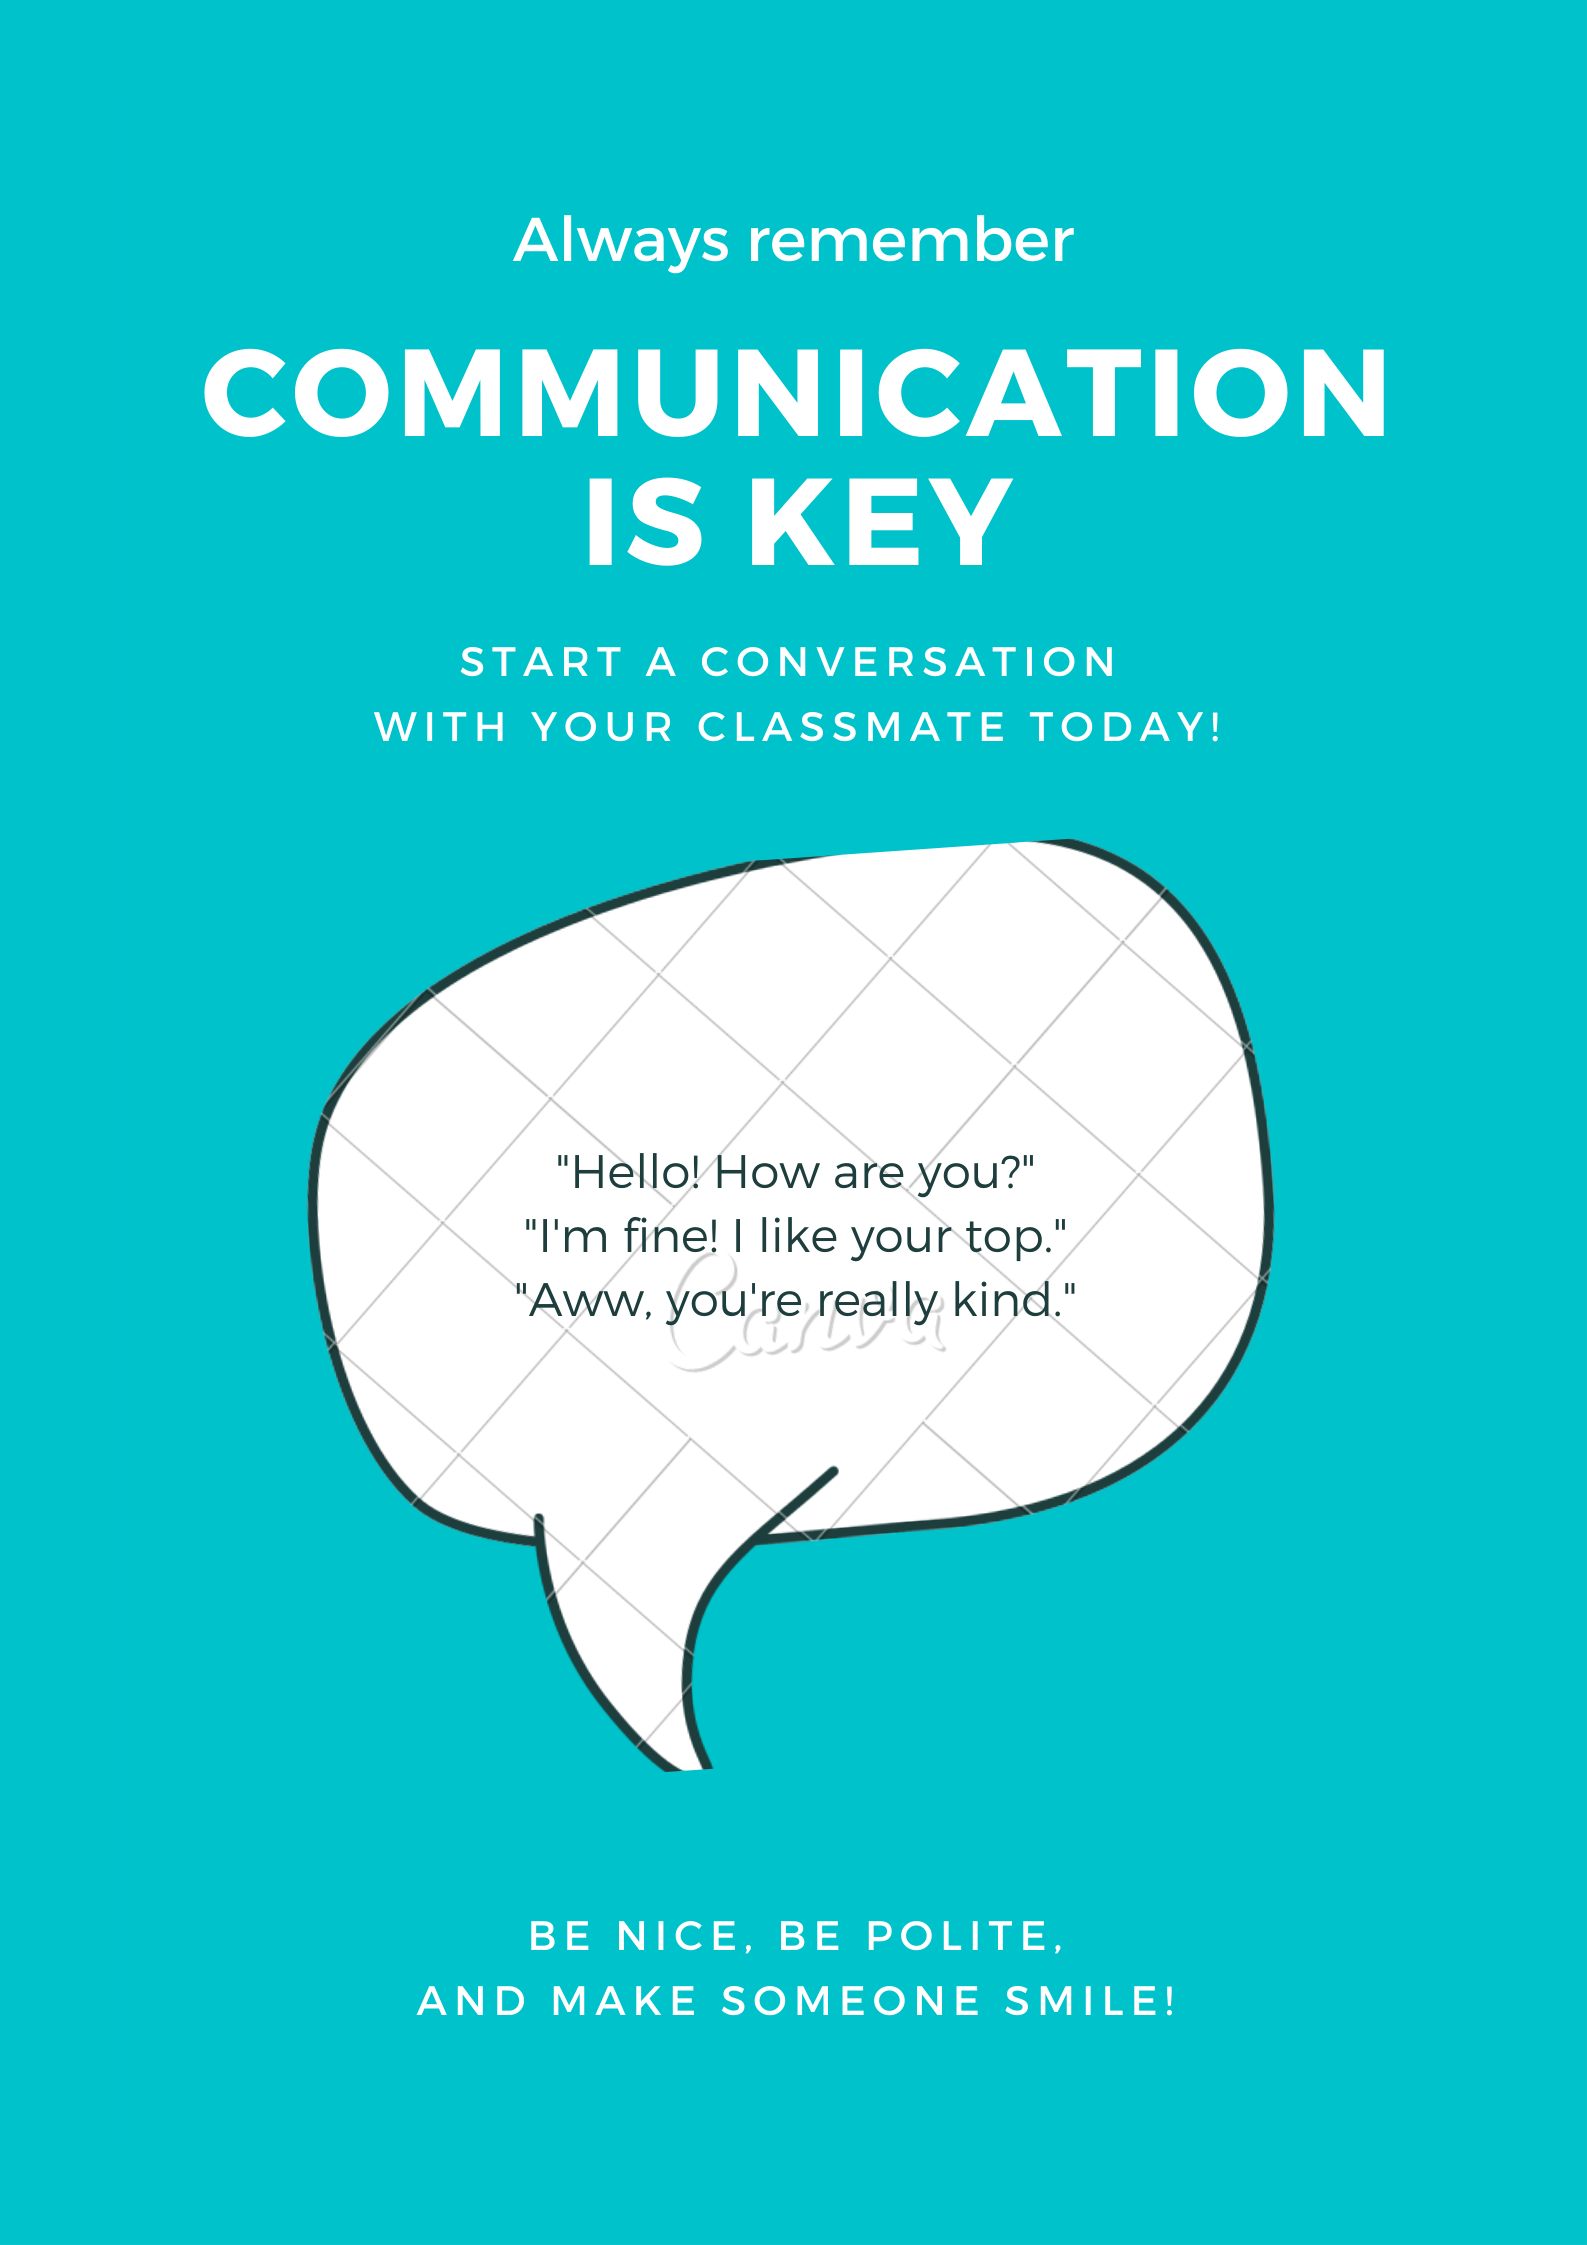 Always remember
COMMUNICATION
IS KEY
START A CONVERSATION
WITH YOUR CLASSMATE TODAY!
"Hello! How are you?"
"I'm fine! I like your top."
"Aww, you're really kind."
Canva
BE NICE, BE POLITE,
AND MAKE SOMEONE SMILE!